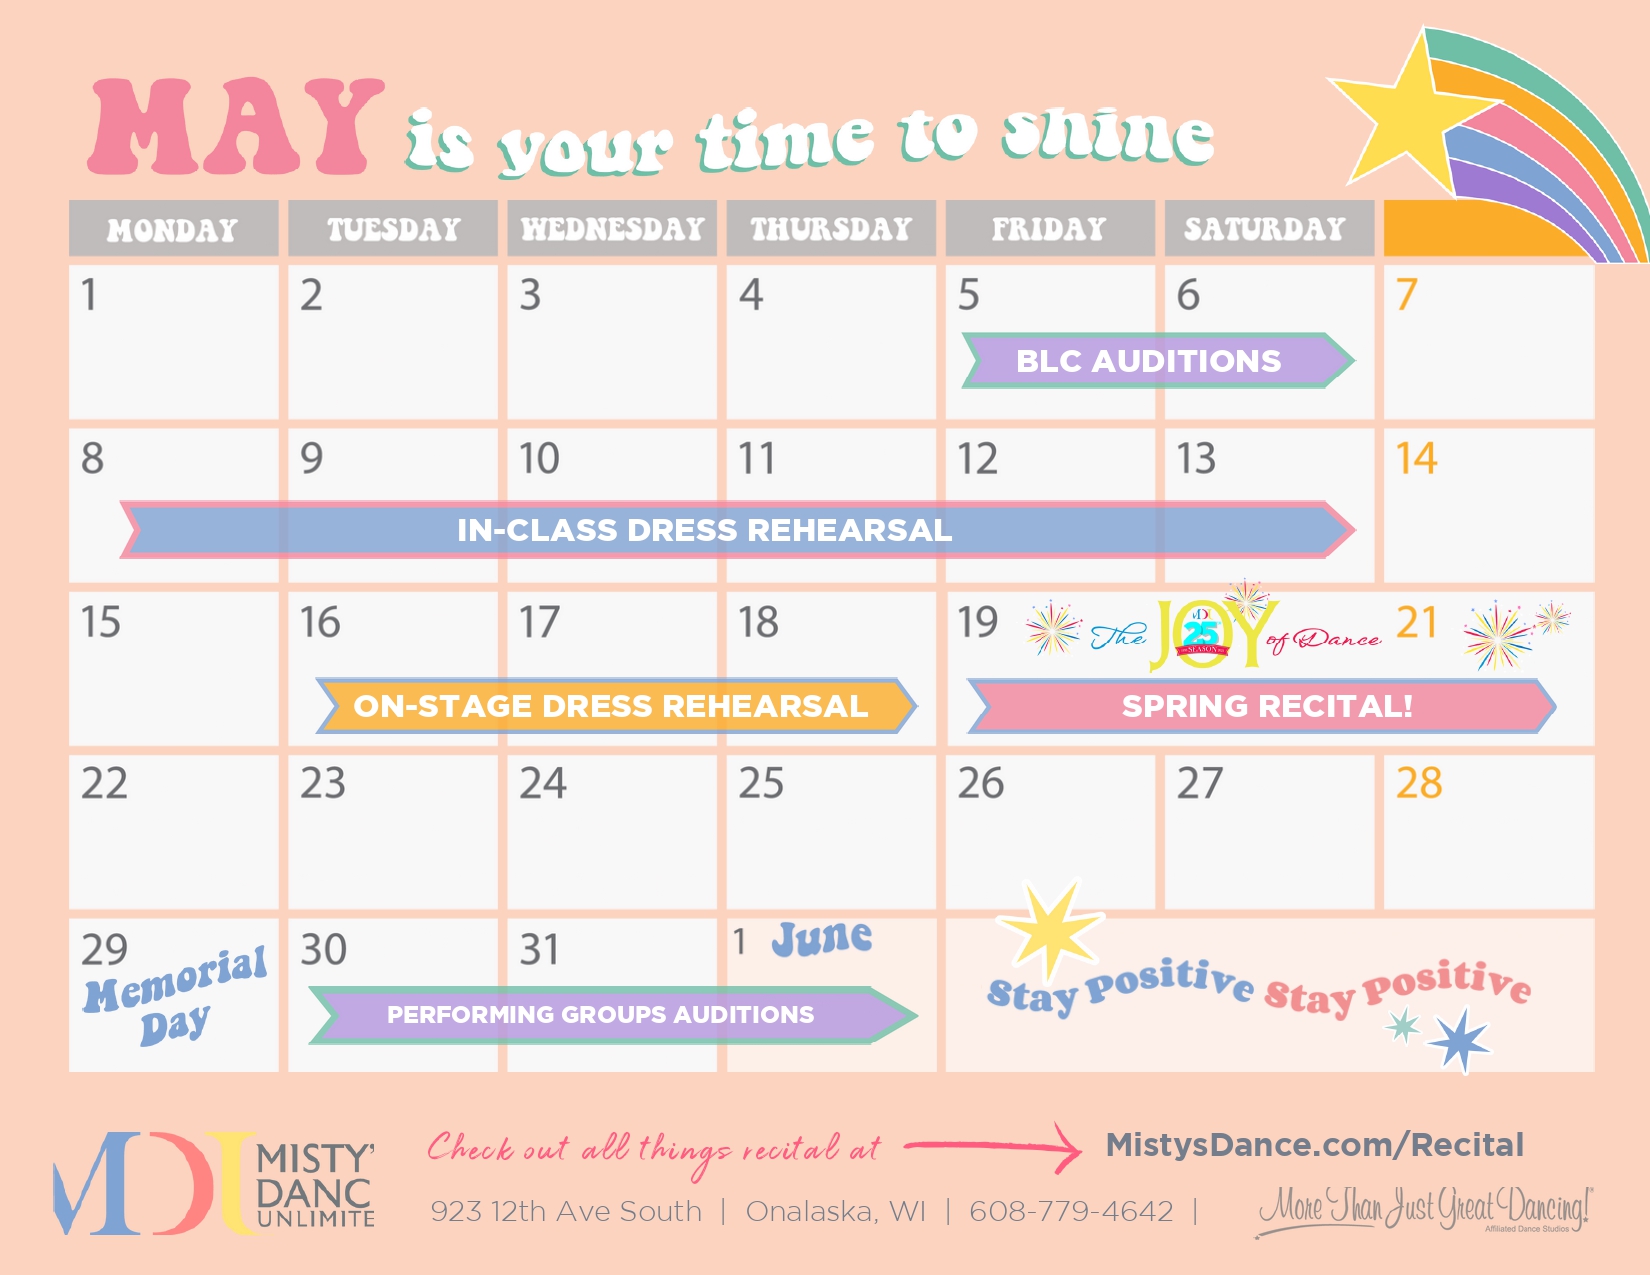 MAY is your time to shine
MONDAY TUESDAY WEDNESDAY THURSDAY FRIDAY SATURDAY
1 2 3 4 5 6 7
BLC AUDITIONS
8 9 10 11 12 13 14
IN-CLASS DRESS REHEARSAL
15 16 17 18 19 The JOY of Dance 21
MDU 25 SEASON
ON-STAGE DRESS REHEARSAL SPRING RECITAL!
22 23 24 25 26 27 28
29 30 31 1 June
Memorial Day
PERFORMING GROUPS AUDITIONS
Stay Positive Stay Positive
MDU MISTY'
DANC
UNLIMITE
Check out all things recital at MistysDance.com/Recital
923 12th Ave South | Onalaska, WI | 608-779-4642 |
More Than Just Great Dancing!
Affiliated Dance Studios